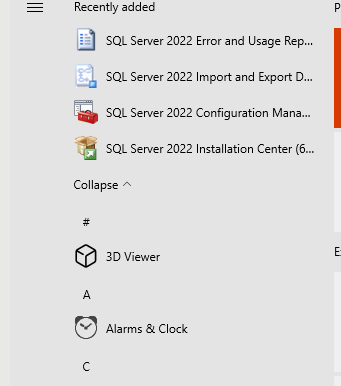 Recently added
P
SQL Server 2022 Error and Usage Rep...
SQL Server 2022 Import and Export D...
SQL Server 2022 Configuration Mana...
SQL Server 2022 Installation Center (6...
Collapse
#
3D Viewer
E
A
Alarms & Clock
C